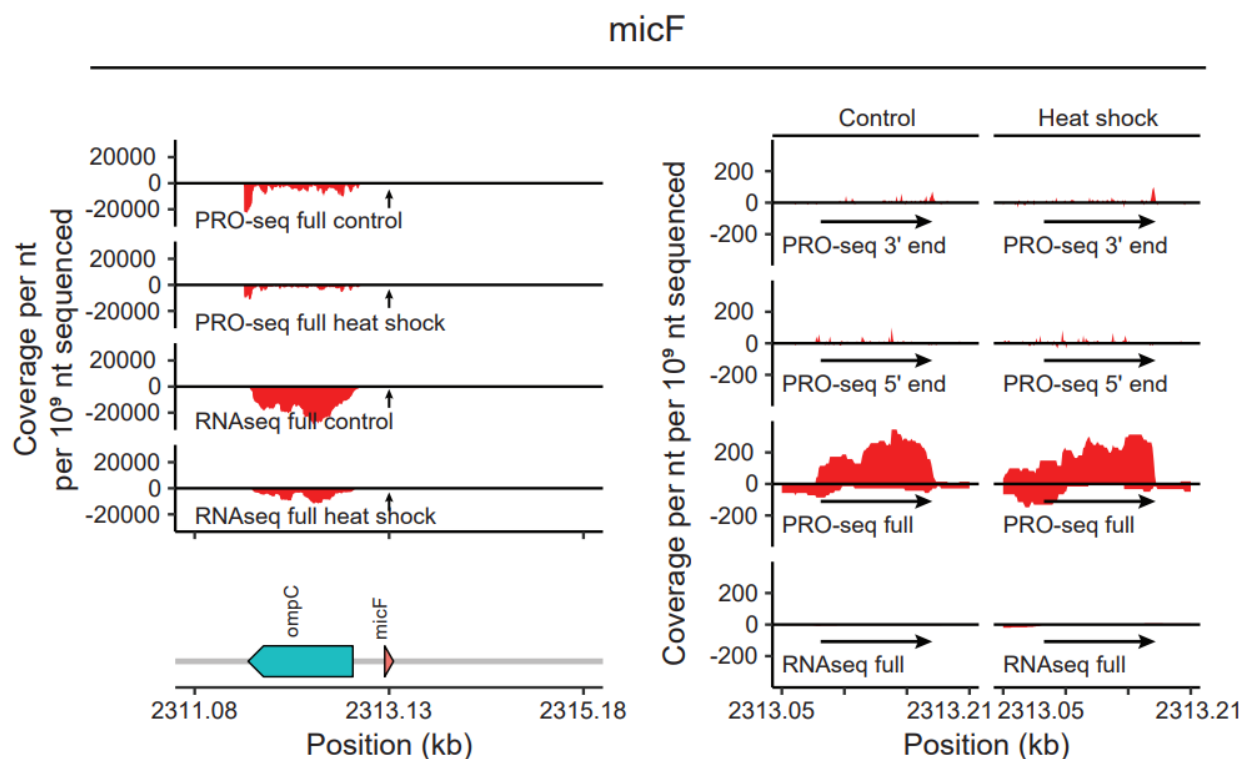 micF
Coverage per nt
per 10⁹ nt sequenced
20000
0
-20000
PRO-seq full control
20000
0
-20000
PRO-seq full heat shock
20000
0
-20000
RNAseq full control
20000
0
-20000
RNAseq full heat shock
ompC
micF
2311.08
2313.13
2315.18
Position (kb)
Coverage per nt per 10⁹ nt sequenced
Control
Heat shock
200
0
-200
PRO-seq 3' end
PRO-seq 3' end
200
0
-200
PRO-seq 5' end
PRO-seq 5' end
200
0
-200
PRO-seq full
PRO-seq full
200
0
-200
RNAseq full
RNAseq full
2313.05
2313.21
2313.05
2313.21
Position (kb)